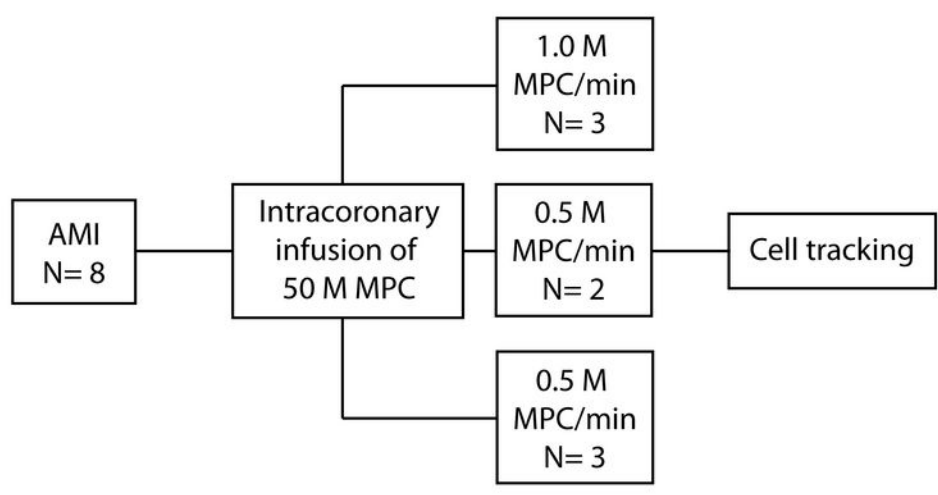 AMI
N= 8
Intracoronary
infusion of
50 M MPC
1.0 M
MPC/min
N= 3
0.5 M
MPC/min
N= 2
Cell tracking
0.5 M
MPC/min
N= 3